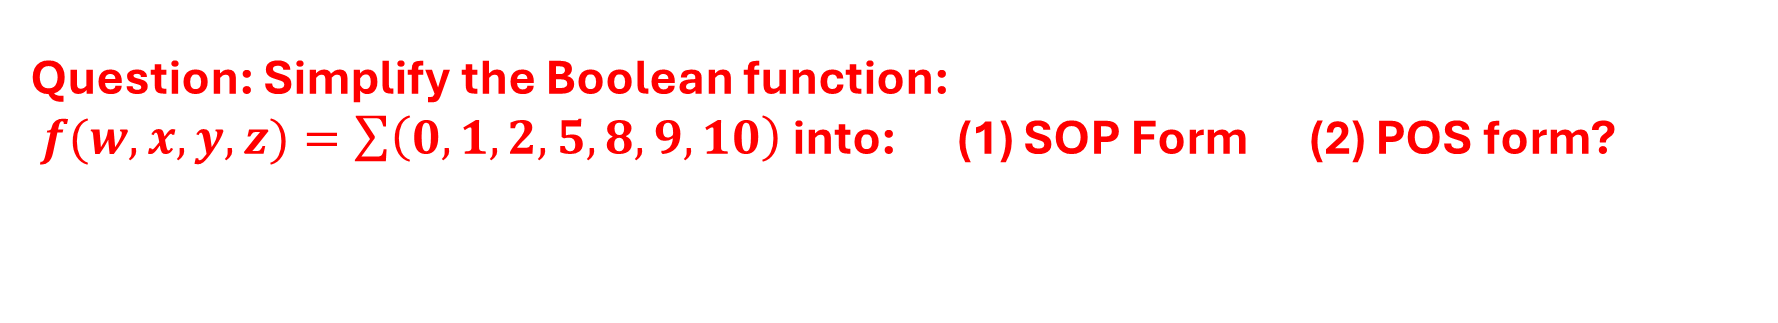 Question: Simplify the Boolean function:
f(w, x, y, z) = ∑(0, 1, 2, 5, 8, 9, 10) into: (1) SOP Form (2) POS form?